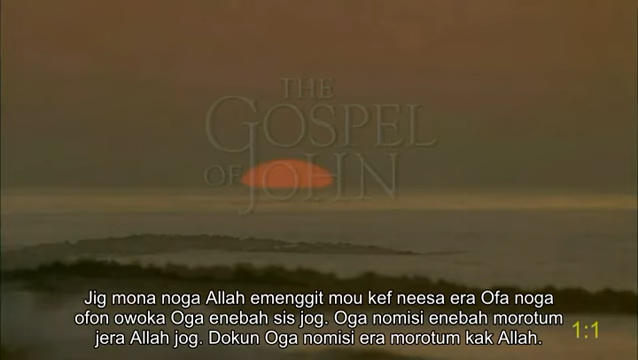 THE
GOSPEL
OF JOHN
Jig mona noga Allah emenggit mou kef neesa era Ofa noga
ofon owoka Oga enebah sis jog. Oga nomisi enebah morotum
jera Allah jog. Dokun Oga nomisi era morotum kak Allah.
1:1